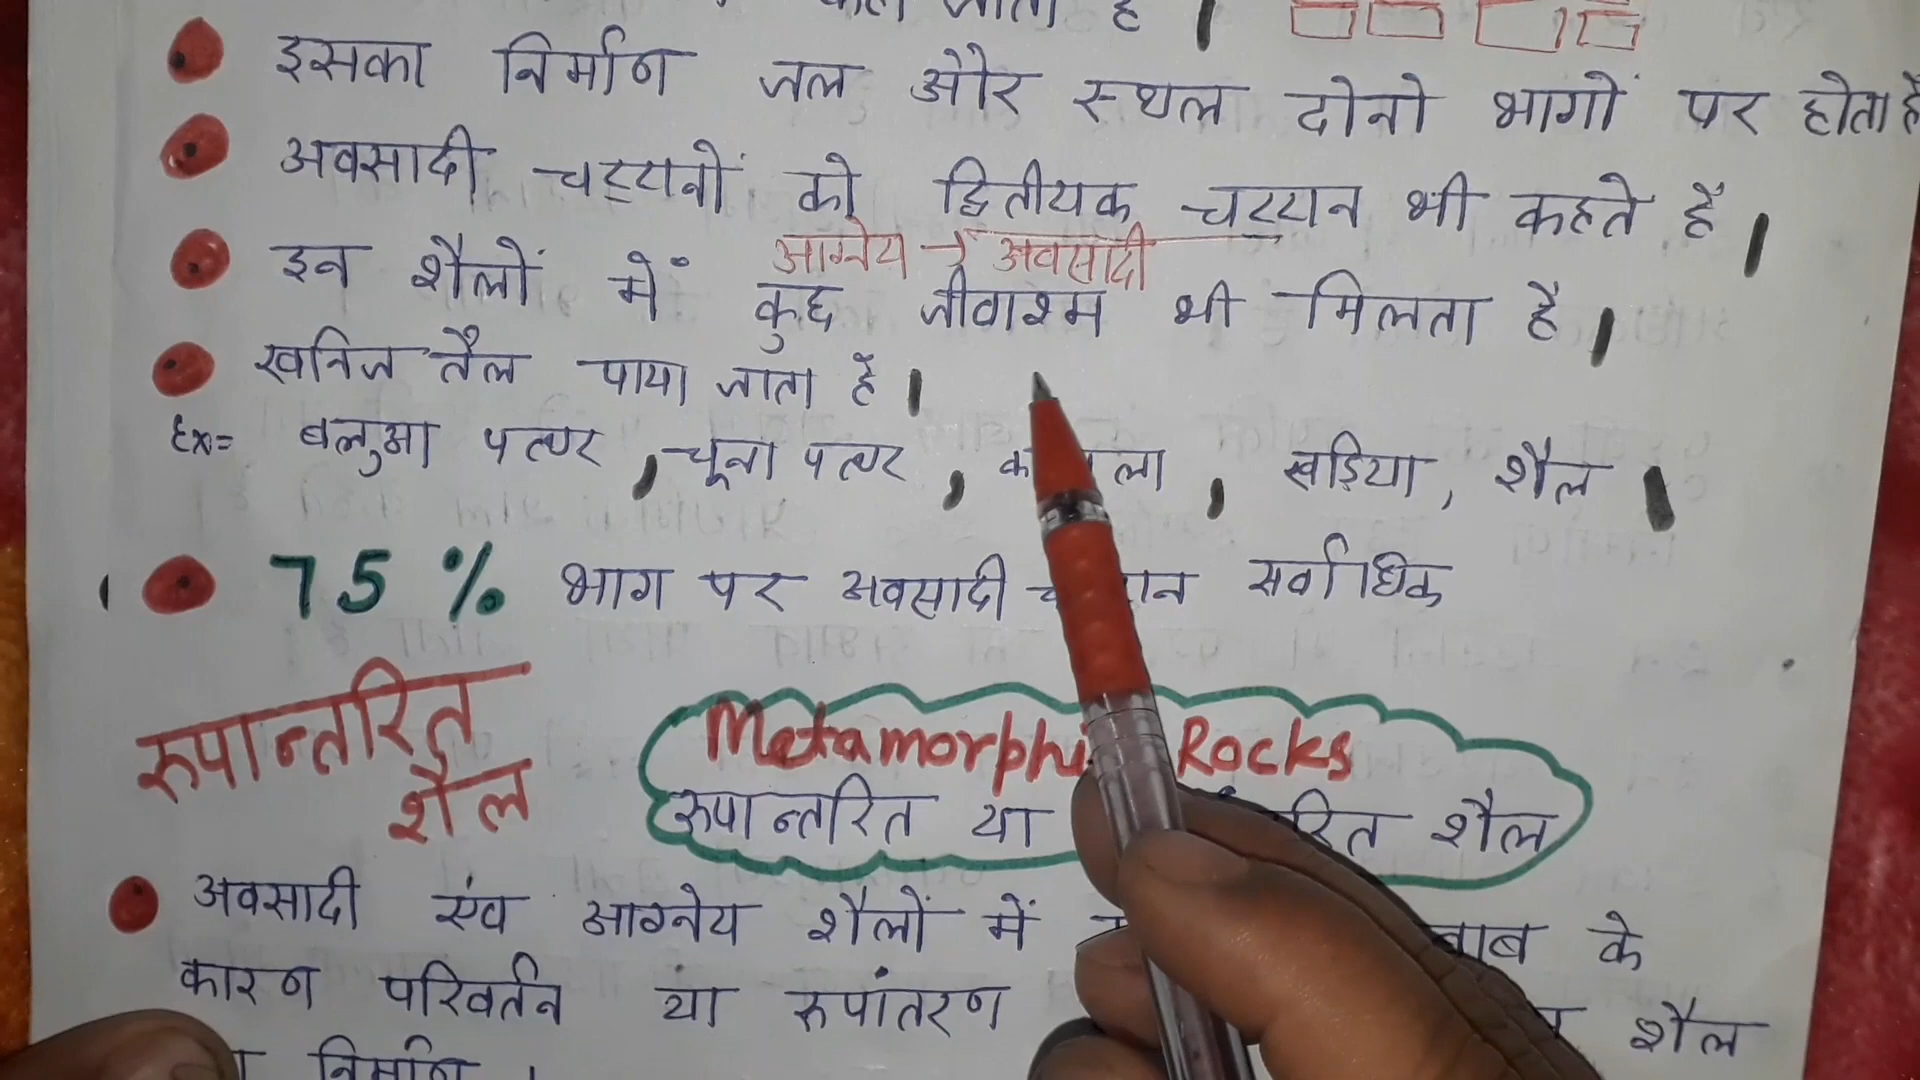 जाता है ।
इसका निर्माण जल और स्थल दोनो भागों पर होता है
अवसादी चट्टानों को द्वितीयक चट्टान भी कहते है ।
आग्नेय → अवसादी
इन शैलों में कुछ जीवाश्म भी मिलता है ।
खनिज तैल पाया जाता है ।
Ex= बलुआ पत्थर , चूना पत्थर , खड़िया, शैल ।
75 % भाग पर अवसादी सर्वाधिक
रुपान्तरित
शैल
Rocks
रुपान्तरित या शैल
अवसादी एंव आग्नेय शैलों में के
कारण परिवर्तन या रुपांतरण शैल
निर्माण ।